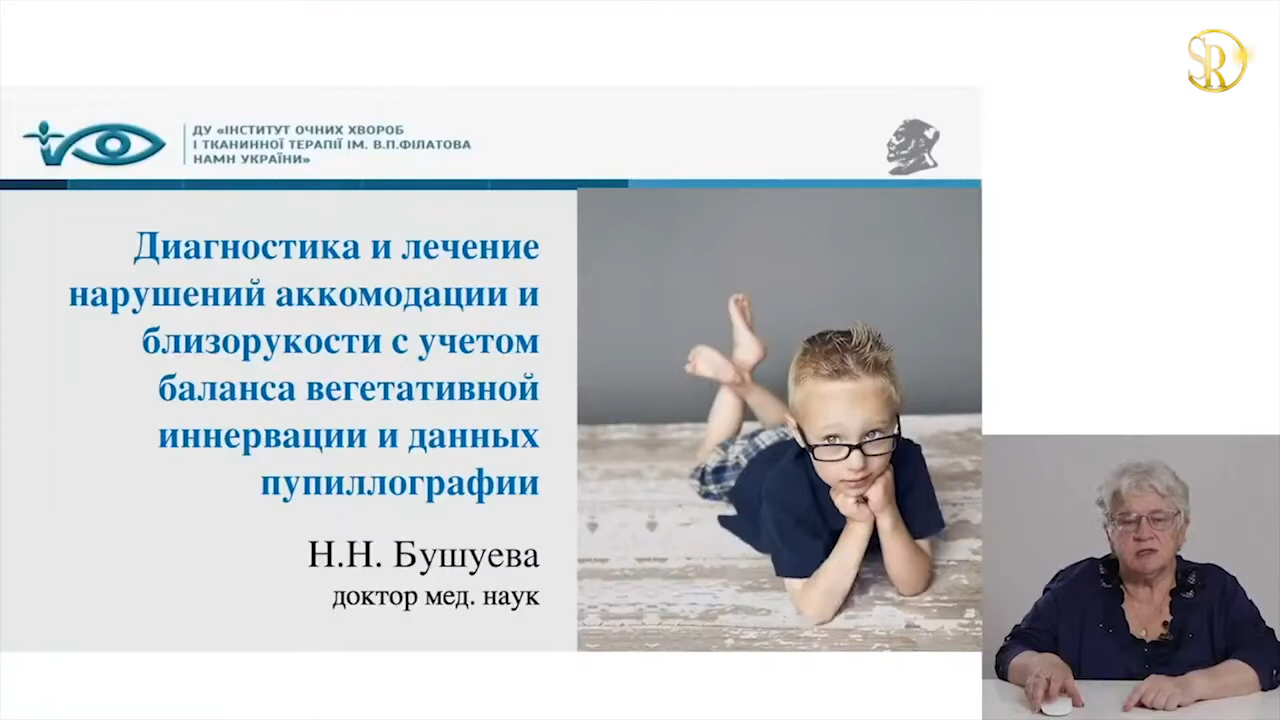 SR
ДУ «ІНСТИТУТ ОЧНИХ ХВОРОБ
І ТКАНИННОЇ ТЕРАПІЇ ІМ. В.П.ФІЛАТОВА
НАМН УКРАЇНИ»
Диагностика и лечение
нарушений аккомодации и
близорукости с учетом
баланса вегетативной
иннервации и данных
пупиллографии
Н.Н. Бушуева
доктор мед. наук